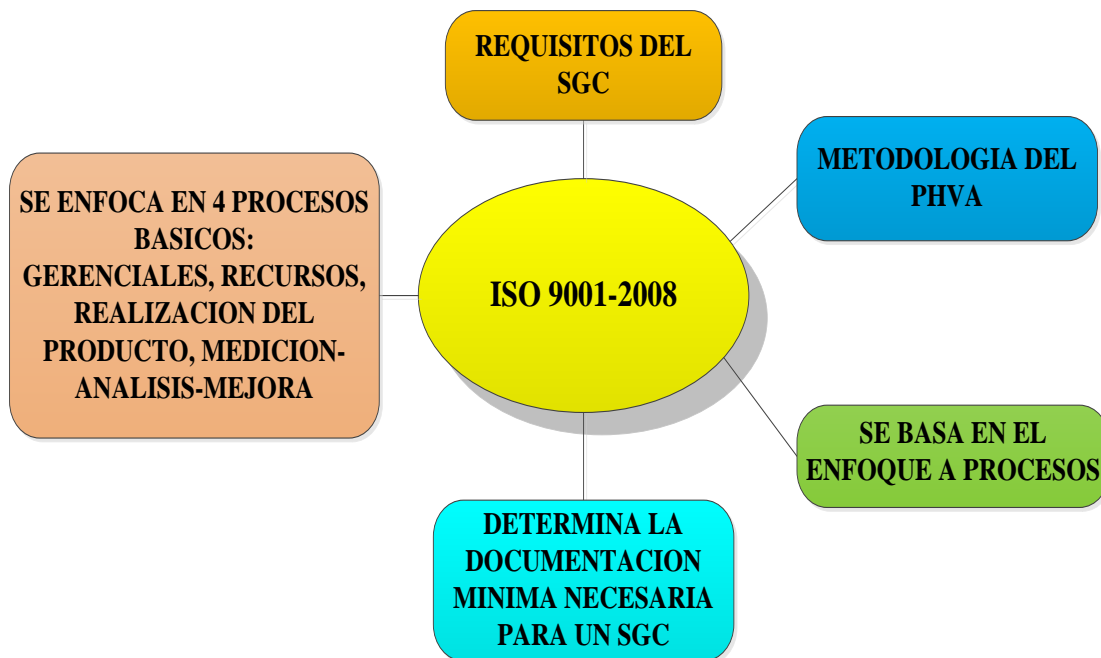 REQUISITOS DEL
SGC
METODOLOGIA DEL
PHVA
SE ENFOCA EN 4 PROCESOS
BASICOS:
GERENCIALES, RECURSOS,
REALIZACION DEL
PRODUCTO, MEDICION-
ANALISIS-MEJORA
ISO 9001-2008
SE BASA EN EL
ENFOQUE A PROCESOS
DETERMINA LA
DOCUMENTACION
MINIMA NECESARIA
PARA UN SGC